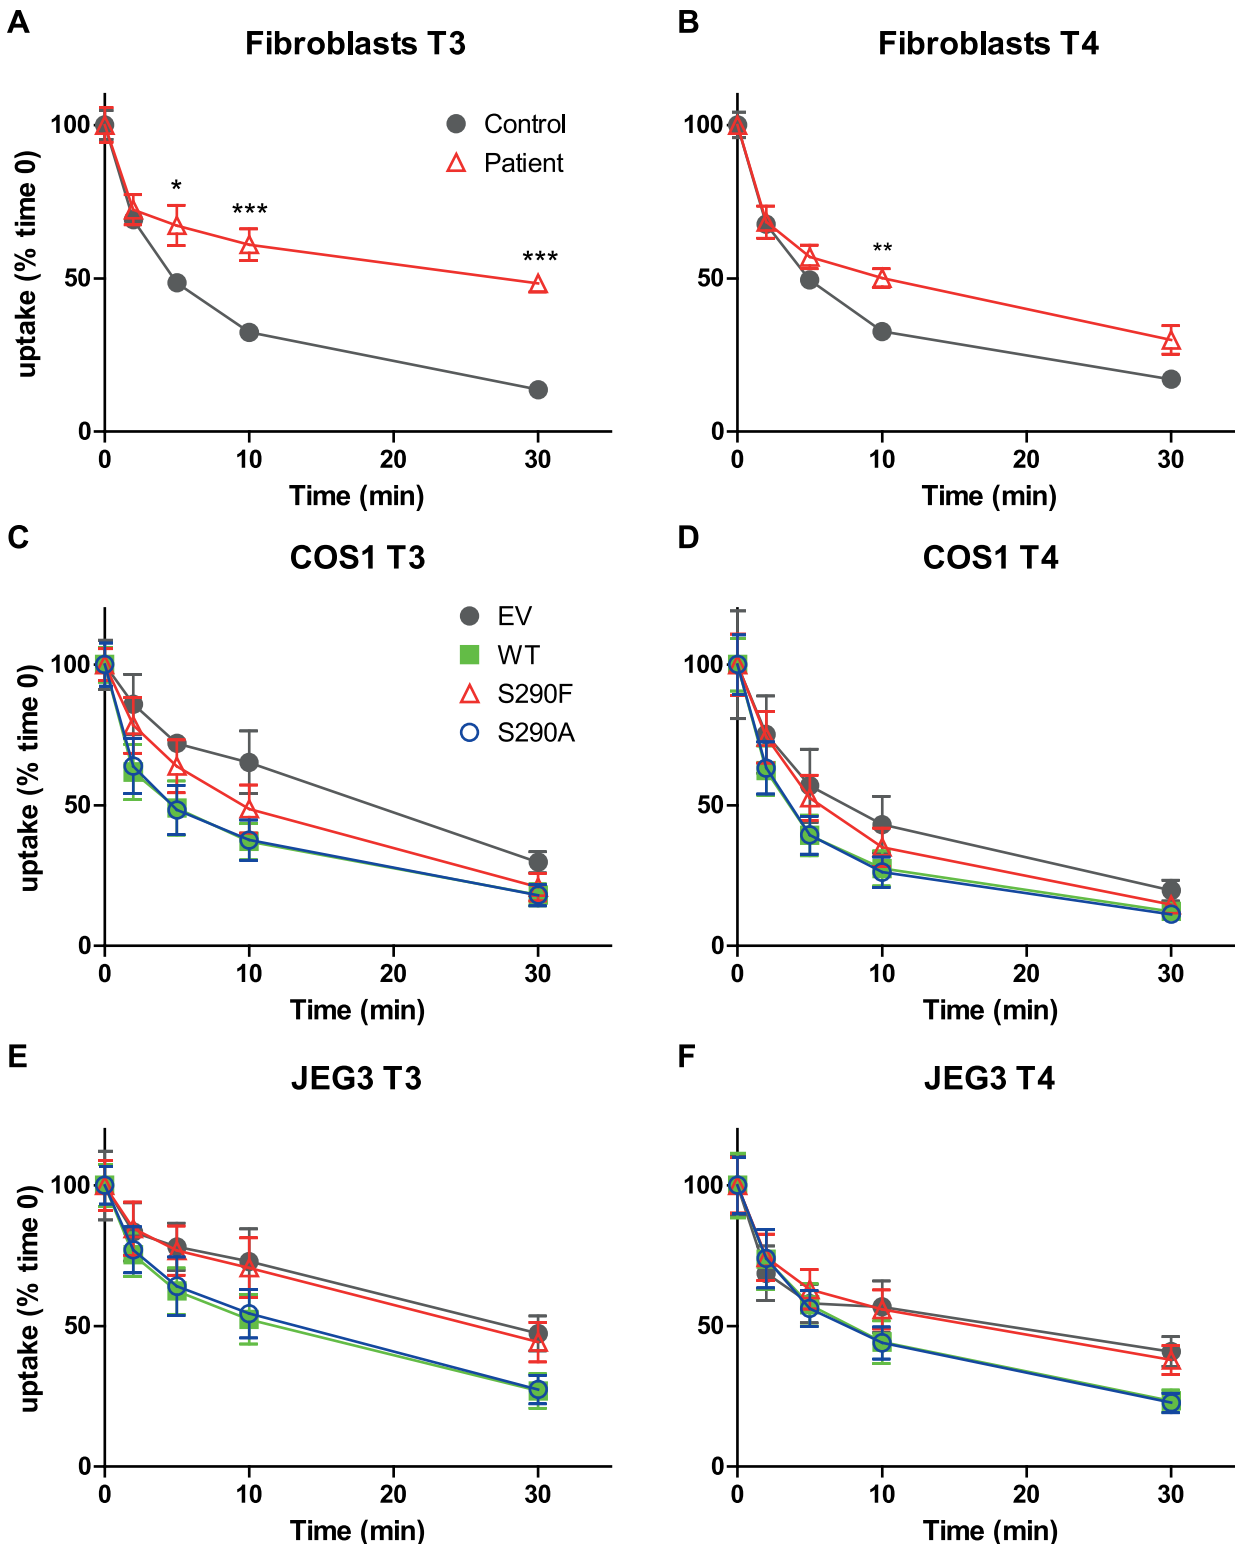 A
Fibroblasts T3
B
Fibroblasts T4
uptake (% time 0)
100
50
0
0
10
20
30
Time (min)
Control
Patient
*
***
***
100
50
0
0
10
20
30
Time (min)
**
C
COS1 T3
D
COS1 T4
uptake (% time 0)
100
50
0
0
10
20
30
Time (min)
EV
WT
S290F
S290A
100
50
0
0
10
20
30
Time (min)
E
JEG3 T3
F
JEG3 T4
uptake (% time 0)
100
50
0
0
10
20
30
Time (min)
100
50
0
0
10
20
30
Time (min)